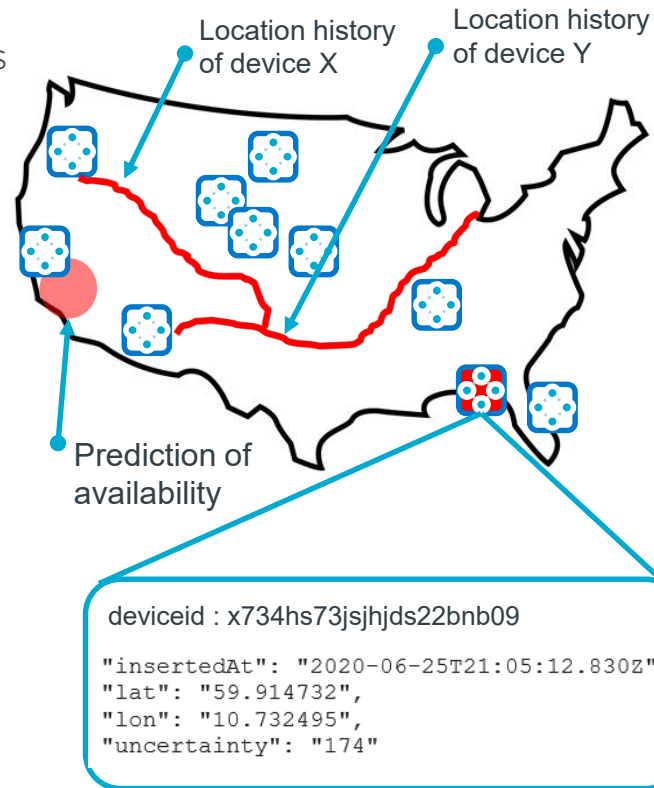 Location history
of device X
Location history
of device Y
s
Prediction of
availability
deviceid : x734hs73jsjhjds22bnb09
"insertedAt": "2020-06-25T21:05:12.830Z"
"lat": "59.914732",
"lon": "10.732495",
"uncertainty": "174"